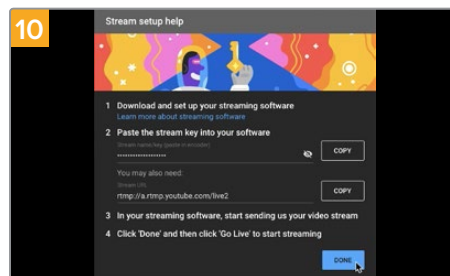 10
Stream setup help
1 Download and set up your streaming software
Learn more about streaming software
2 Paste the stream key into your software
Stream name/key (paste in encoder)
••••••••••••••••••••
COPY
You may also need:
Stream URL
rtmp://a.rtmp.youtube.com/live2
COPY
3 In your streaming software, start sending us your video stream
4 Click 'Done' and then click 'Go Live' to start streaming
DONE